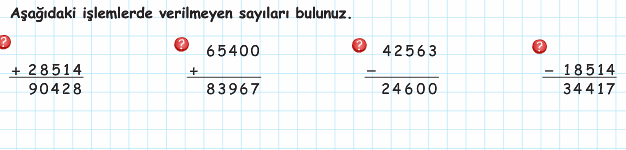 Aşağıdaki işlemlerde verilmeyen sayıları bulunuz.
? ? 65400 ? 42563 ?
+ 28514 + − − 18514
90428 83967 24600 34417